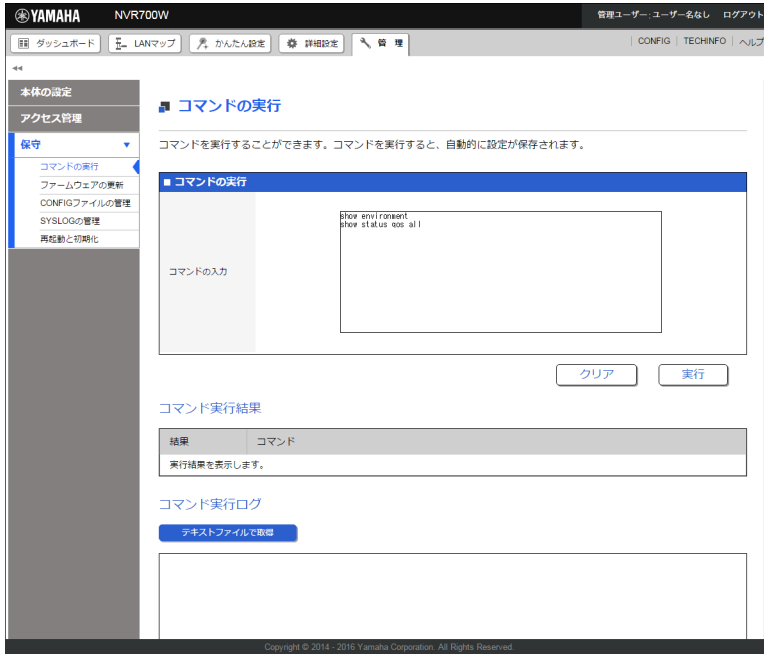 YAMAHA NVR700W 管理ユーザー:ユーザー名なし ログアウト
ダッシュボード LANマップ かんたん設定 詳細設定 管理 CONFIG TECHINFO ヘルプ
本体の設定
アクセス管理
保守
コマンドの実行
ファームウェアの更新
CONFIGファイルの管理
SYSLOGの管理
再起動と初期化
コマンドの実行
コマンドを実行することができます。コマンドを実行すると、自動的に設定が保存されます。
コマンドの実行
コマンドの入力
show environment
show status qos all
クリア 実行
コマンド実行結果
結果 コマンド
実行結果を表示します。
コマンド実行ログ
テキストファイルで取得
Copyright © 2014 - 2016 Yamaha Corporation. All Rights Reserved.